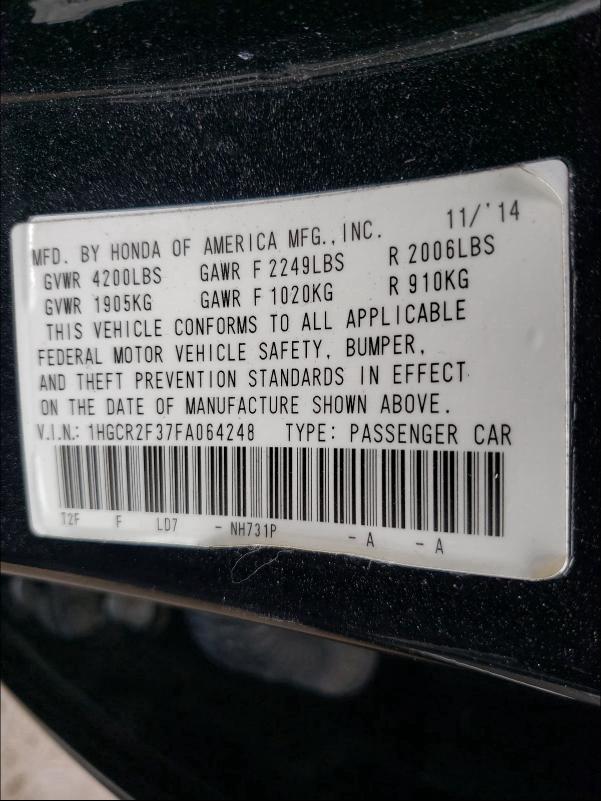 11/'14
MFD. BY HONDA OF AMERICA MFG.,INC.
GVWR 4200LBS GAWR F 2249LBS R 2006LBS
GVWR 1905KG GAWR F 1020KG R 910KG
THIS VEHICLE CONFORMS TO ALL APPLICABLE
FEDERAL MOTOR VEHICLE SAFETY, BUMPER,
AND THEFT PREVENTION STANDARDS IN EFFECT
ON THE DATE OF MANUFACTURE SHOWN ABOVE.
V.I.N.: 1HGCR2F37FA064248 TYPE: PASSENGER CAR
T2F F LD7 - NH731P - A - A